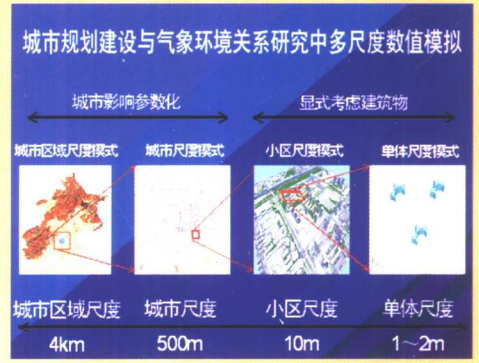 城市规划建设与气象环境关系研究中多尺度数值模拟
城市影响参数化 显式考虑建筑物
城市区域尺度模式 城市尺度模式 小区尺度模式 单体尺度模式
城市区域尺度 城市尺度 小区尺度 单体尺度
4km 500m 10m 1～2m